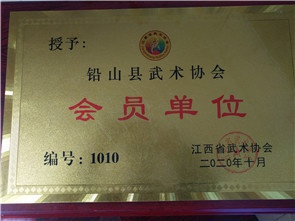 授予:
铅山县武术协会
会员单位
编号:1010
江西省武术协会
二〇二〇年十月